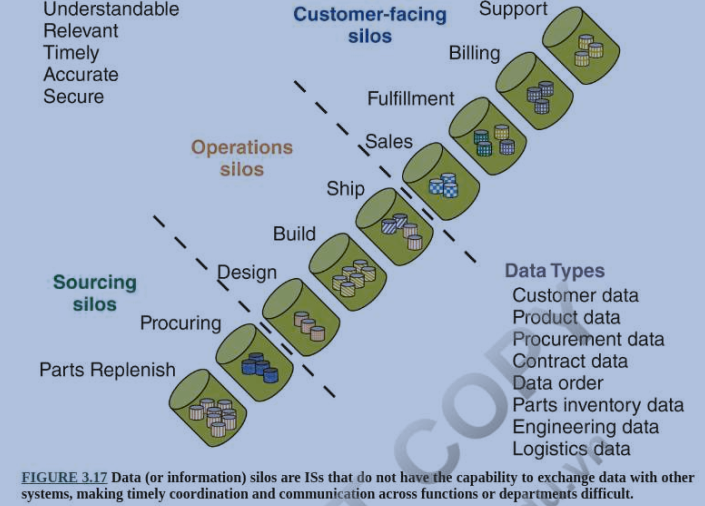 Understandable
Relevant
Timely
Accurate
Secure
Customer-facing
silos
Support
Billing
Fulfillment
Sales
Operations
silos
Ship
Build
Design
Sourcing
silos
Procuring
Parts Replenish
Data Types
Customer data
Product data
Procurement data
Contract data
Data order
Parts inventory data
Engineering data
Logistics data
COPY
FIGURE 3.17 Data (or information) silos are ISs that do not have the capability to exchange data with other
systems, making timely coordination and communication across functions or departments difficult.